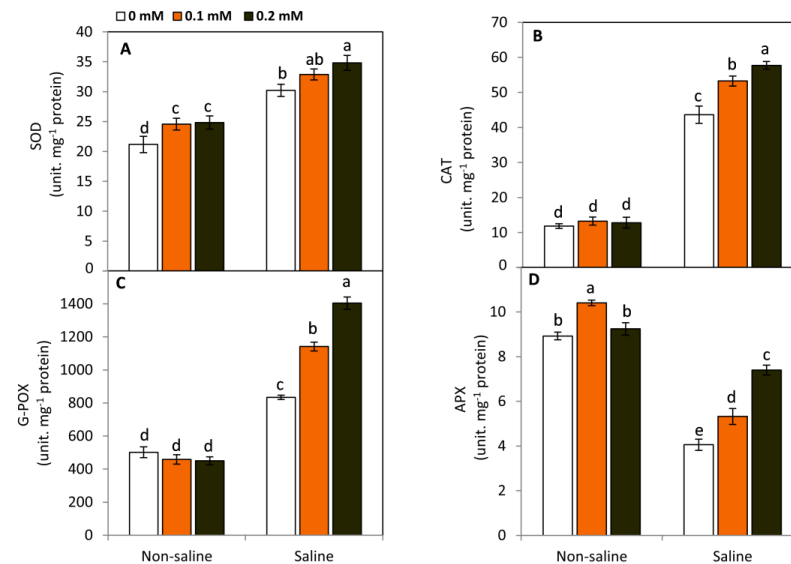 0 mM 0.1 mM 0.2 mM
A
40
35
30
25
20
15
10
5
0
SOD
(unit. mg-1 protein)
d c c b ab a
B
70
60
50
40
30
20
10
0
CAT
(unit. mg-1 protein)
d d d c b a
C
1400
1200
1000
800
600
400
200
0
G-POX
(unit. mg-1 protein)
d d d c b a
Non-saline Saline
D
10
8
6
4
2
0
APX
(unit. mg-1 protein)
b a b e d c
Non-saline Saline